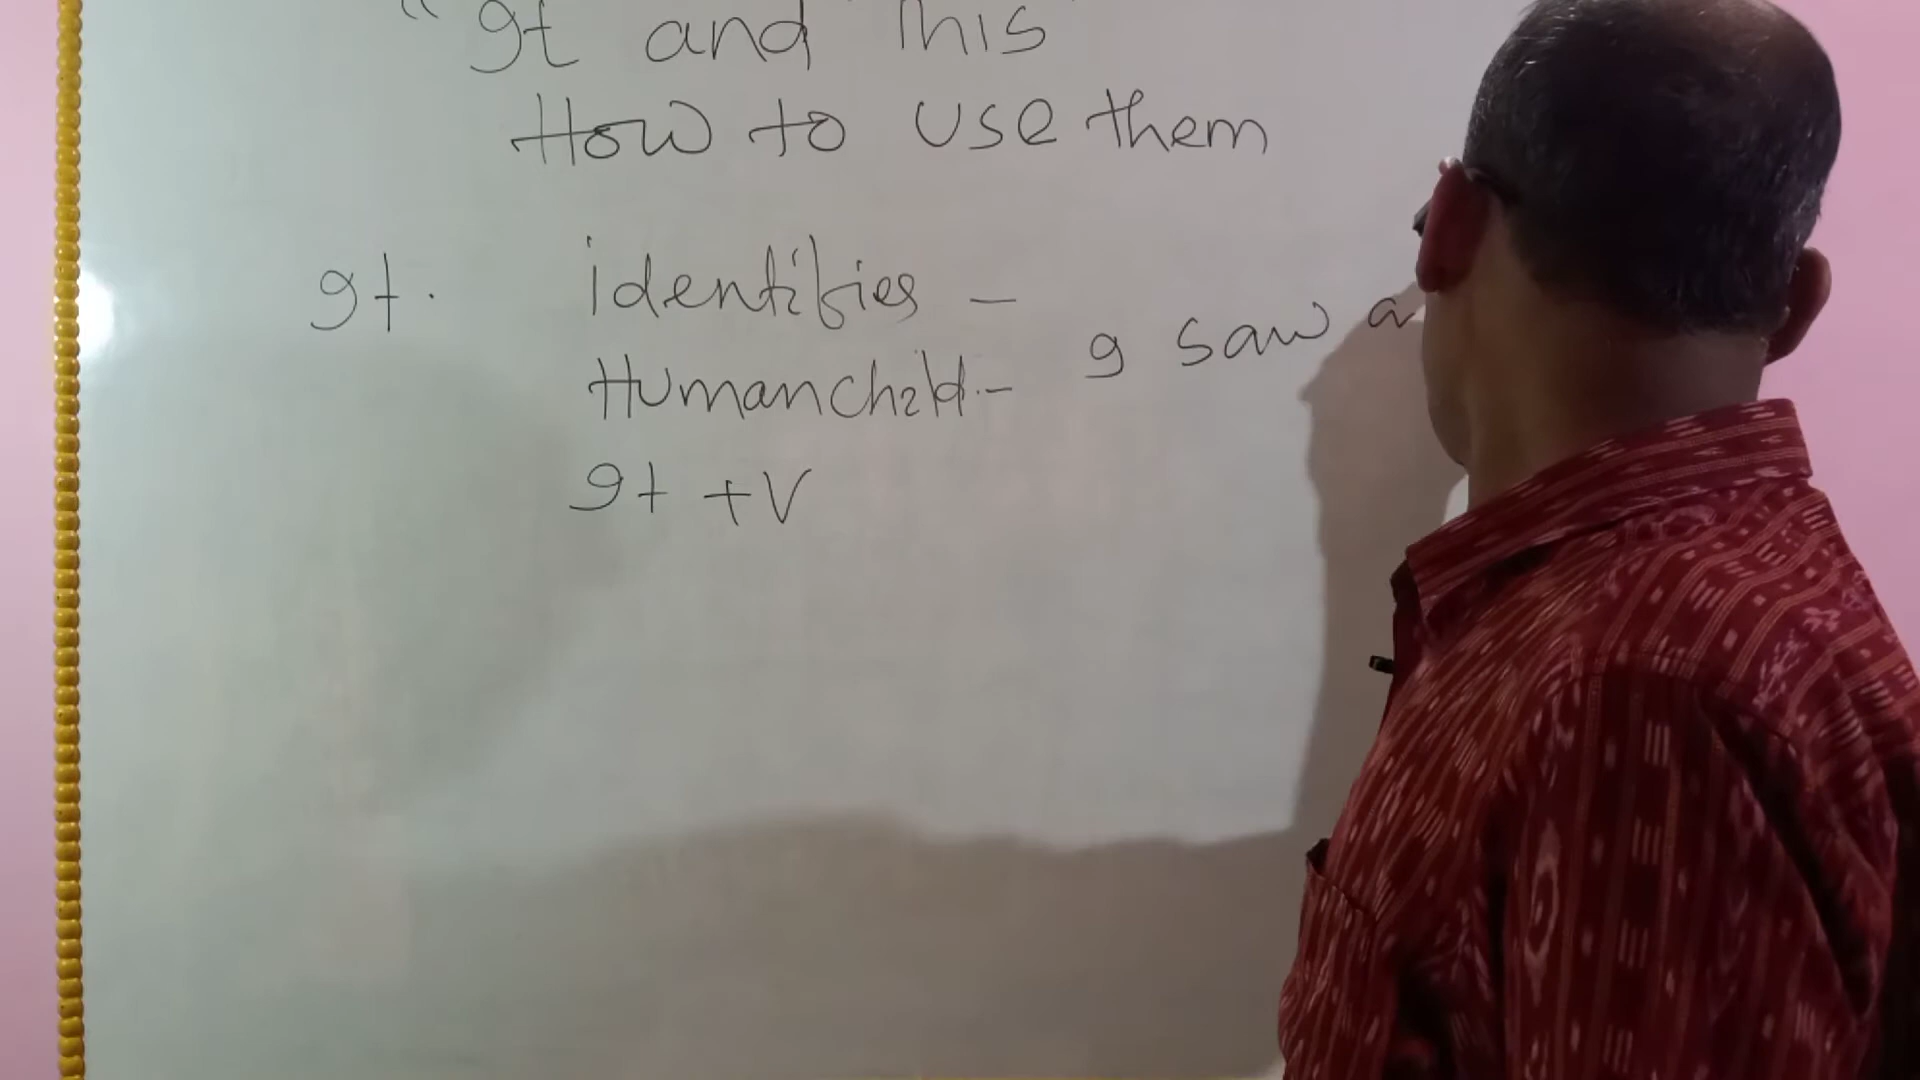 "It and This
How to use them
It. identifies -
I saw a
Humanchild.-
It + V